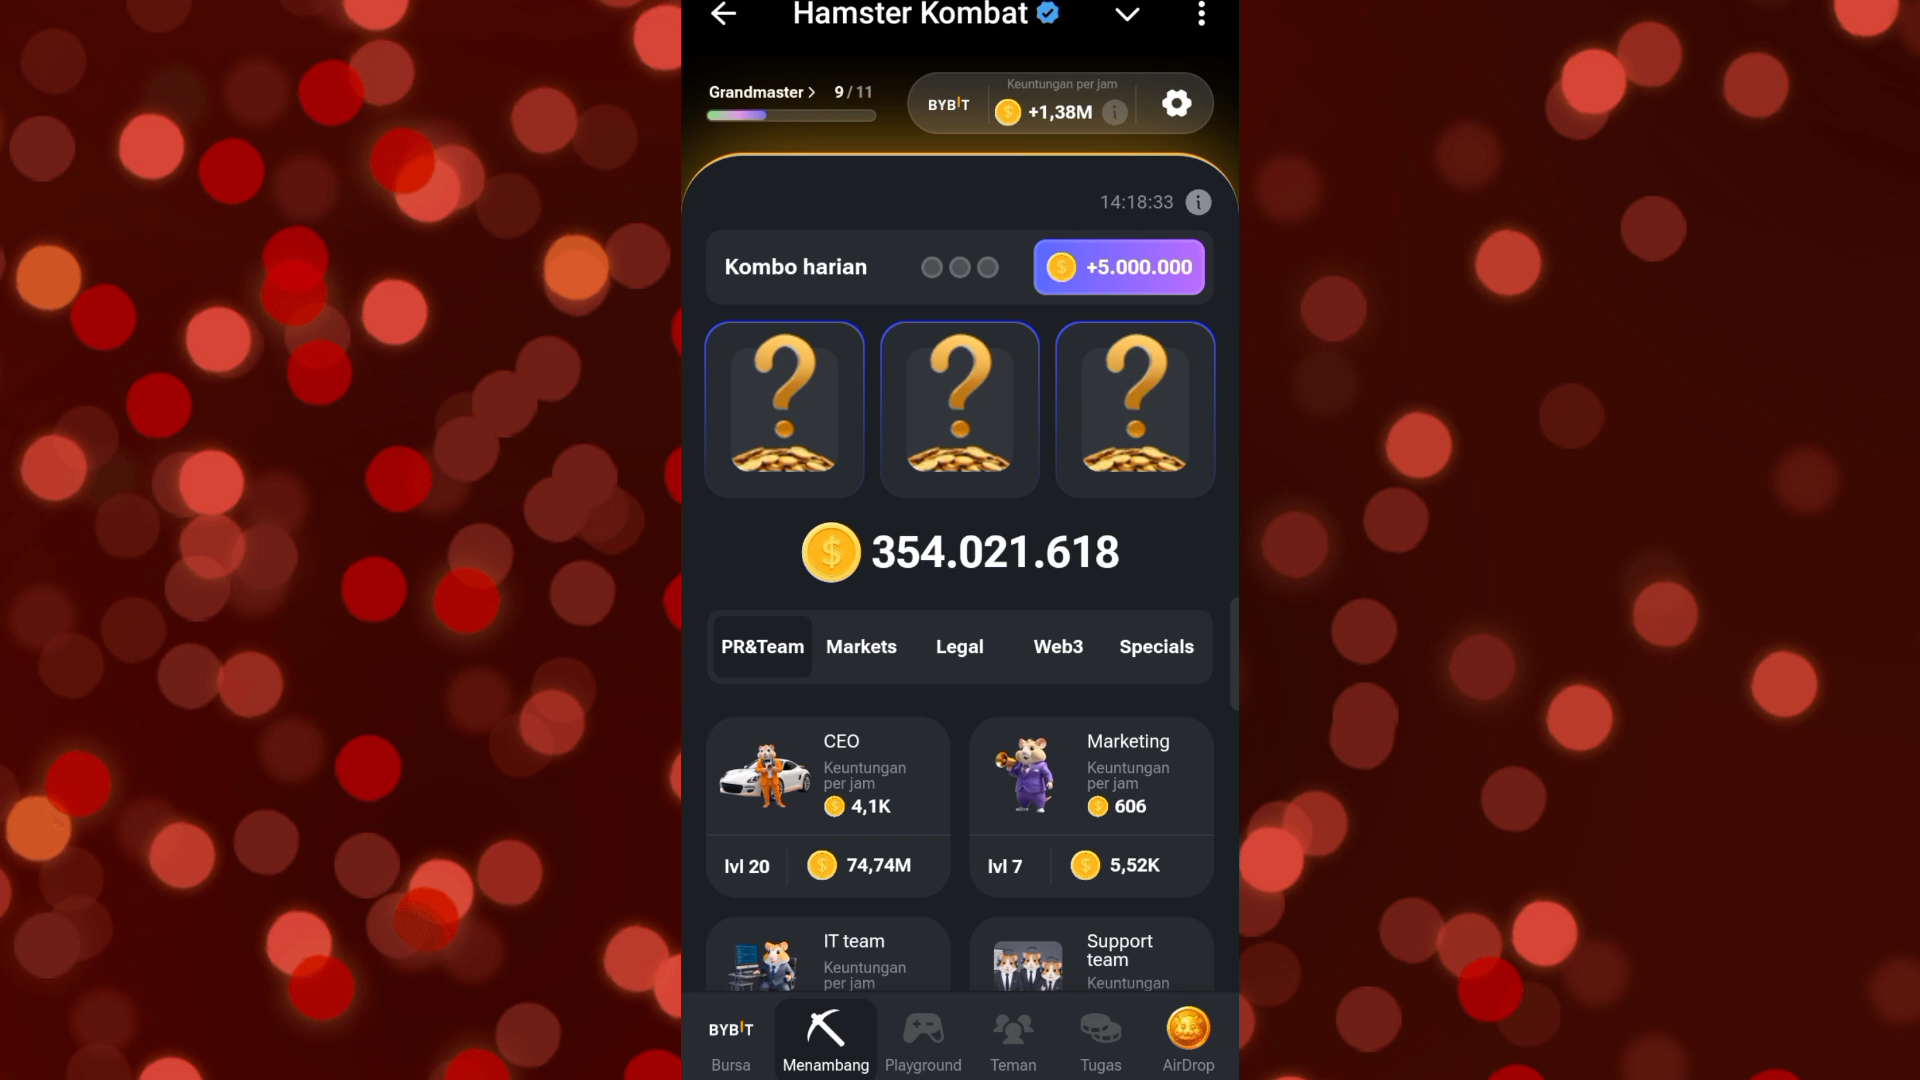 Hamster Kombat
Grandmaster > 9 / 11
BYBIT
Keuntungan per jam
+1,38M
14:18:33
Kombo harian
+5.000.000
354.021.618
PR&Team Markets Legal Web3 Specials
CEO
Keuntungan
per jam
4,1K
lvl 20
74,74M
Marketing
Keuntungan
per jam
606
lvl 7
5,52K
IT team
Keuntungan
per jam
Support
team
Keuntungan
BYBIT
Bursa Menambang Playground Teman Tugas AirDrop